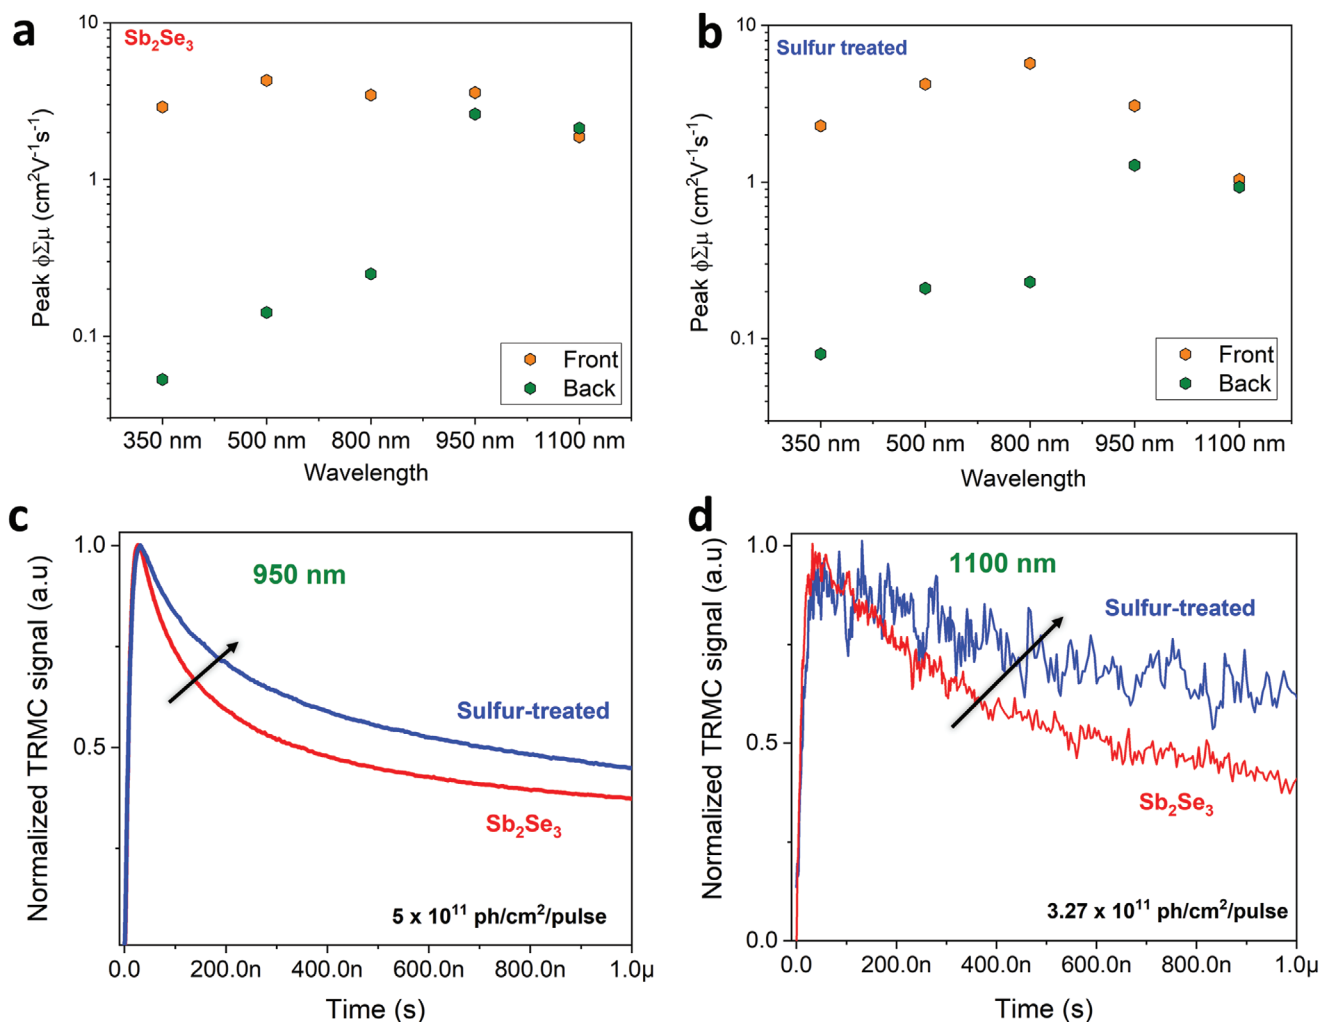 a
Sb₂Se₃
10
1
0.1
Peak ϕΣμ (cm²V⁻¹s⁻¹)
Front
Back
350 nm 500 nm 800 nm 950 nm 1100 nm
Wavelength
b
Sulfur treated
10
1
0.1
Peak ϕΣμ (cm²V⁻¹s⁻¹)
Front
Back
350 nm 500 nm 800 nm 950 nm 1100 nm
Wavelength
c
1.0
0.5
Normalized TRMC signal (a.u)
950 nm
Sulfur-treated
Sb₂Se₃
5 x 10¹¹ ph/cm²/pulse
0.0 200.0n 400.0n 600.0n 800.0n 1.0μ
Time (s)
d
1.0
0.5
0.0
Normalized TRMC signal (a.u)
1100 nm
Sulfur-treated
Sb₂Se₃
3.27 x 10¹¹ ph/cm²/pulse
0.0 200.0n 400.0n 600.0n 800.0n 1.0μ
Time (s)